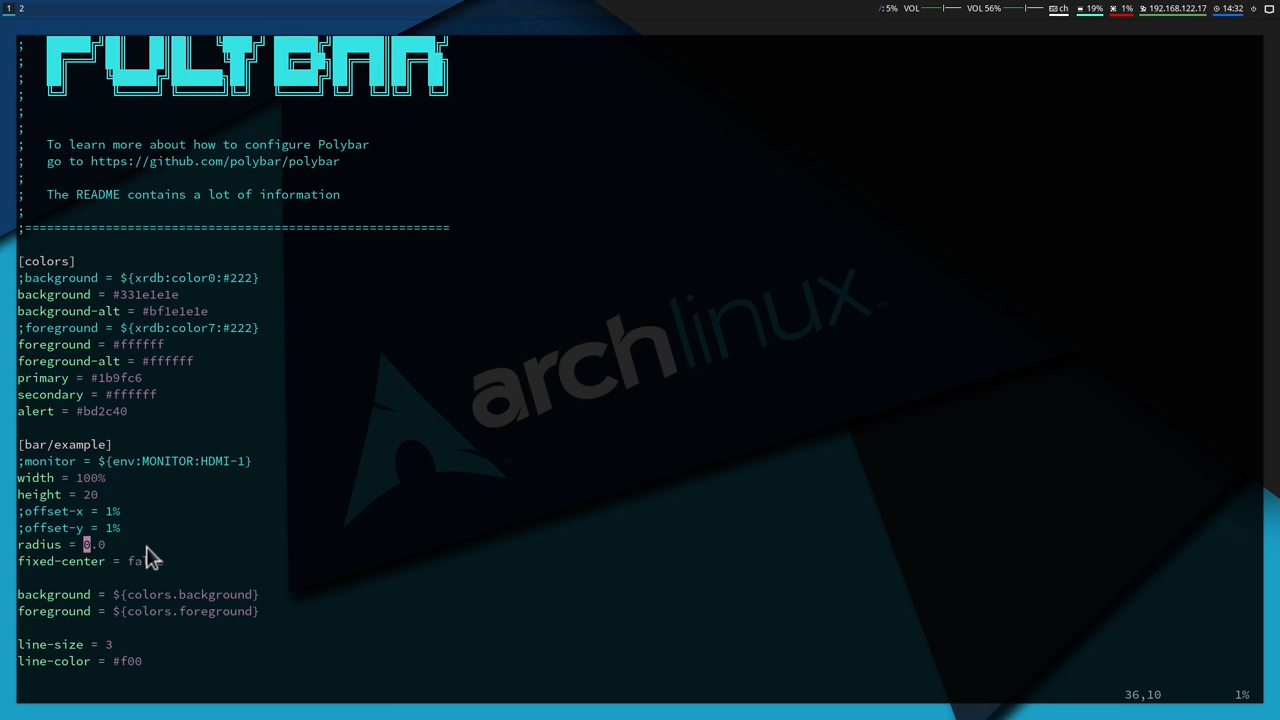 1 2 5% VOL VOL 56% ch 19% 1% 192.168.122.17 14:32
;
; POLYBAR
;
;
;
;
; To learn more about how to configure Polybar
; go to https://github.com/polybar/polybar
;
; The README contains a lot of information
;
;==========================================================
[colors]
;background = ${xrdb:color0:#222}
background = #331e1e1e
background-alt = #bf1e1e1e
;foreground = ${xrdb:color7:#222}
foreground = #ffffff
foreground-alt = #ffffff
primary = #1b9fc6
secondary = #ffffff
alert = #bd2c40
[bar/example]
;monitor = ${env:MONITOR:HDMI-1}
width = 100%
height = 20
;offset-x = 1%
;offset-y = 1%
radius = 0.0
fixed-center =
background = ${colors.background}
foreground = ${colors.foreground}
line-size = 3
line-color = #f00
36,10 1%
archlinux™
™